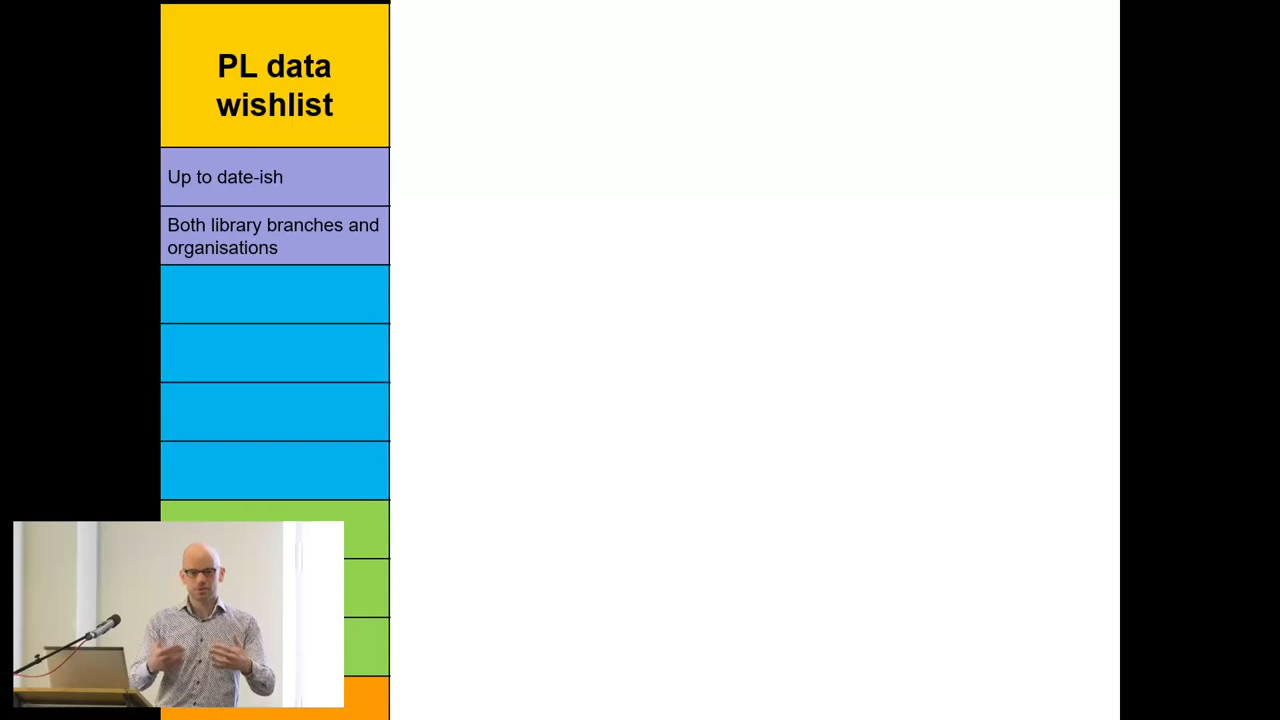 PL data
wishlist
Up to date-ish
Both library branches and
organisations